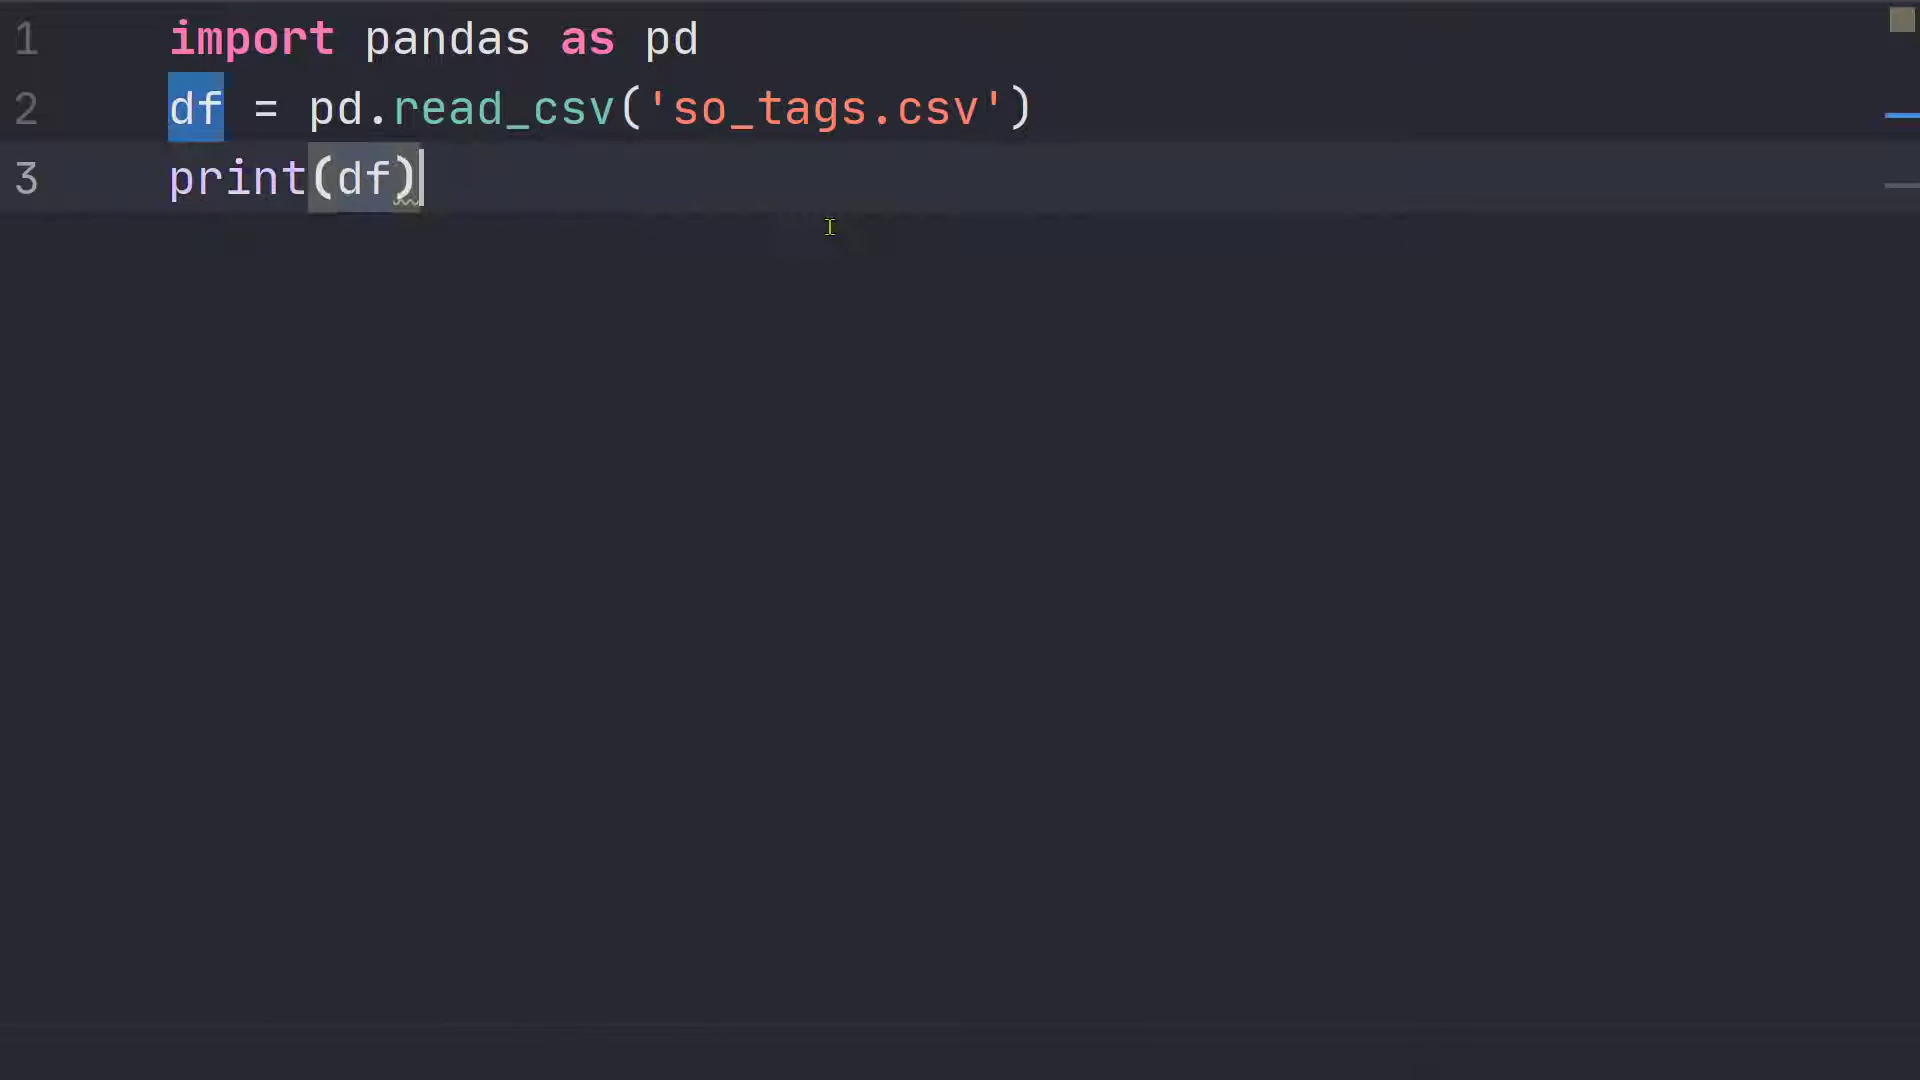 1 import pandas as pd
2 df = pd.read_csv('so_tags.csv')
3 print(df)